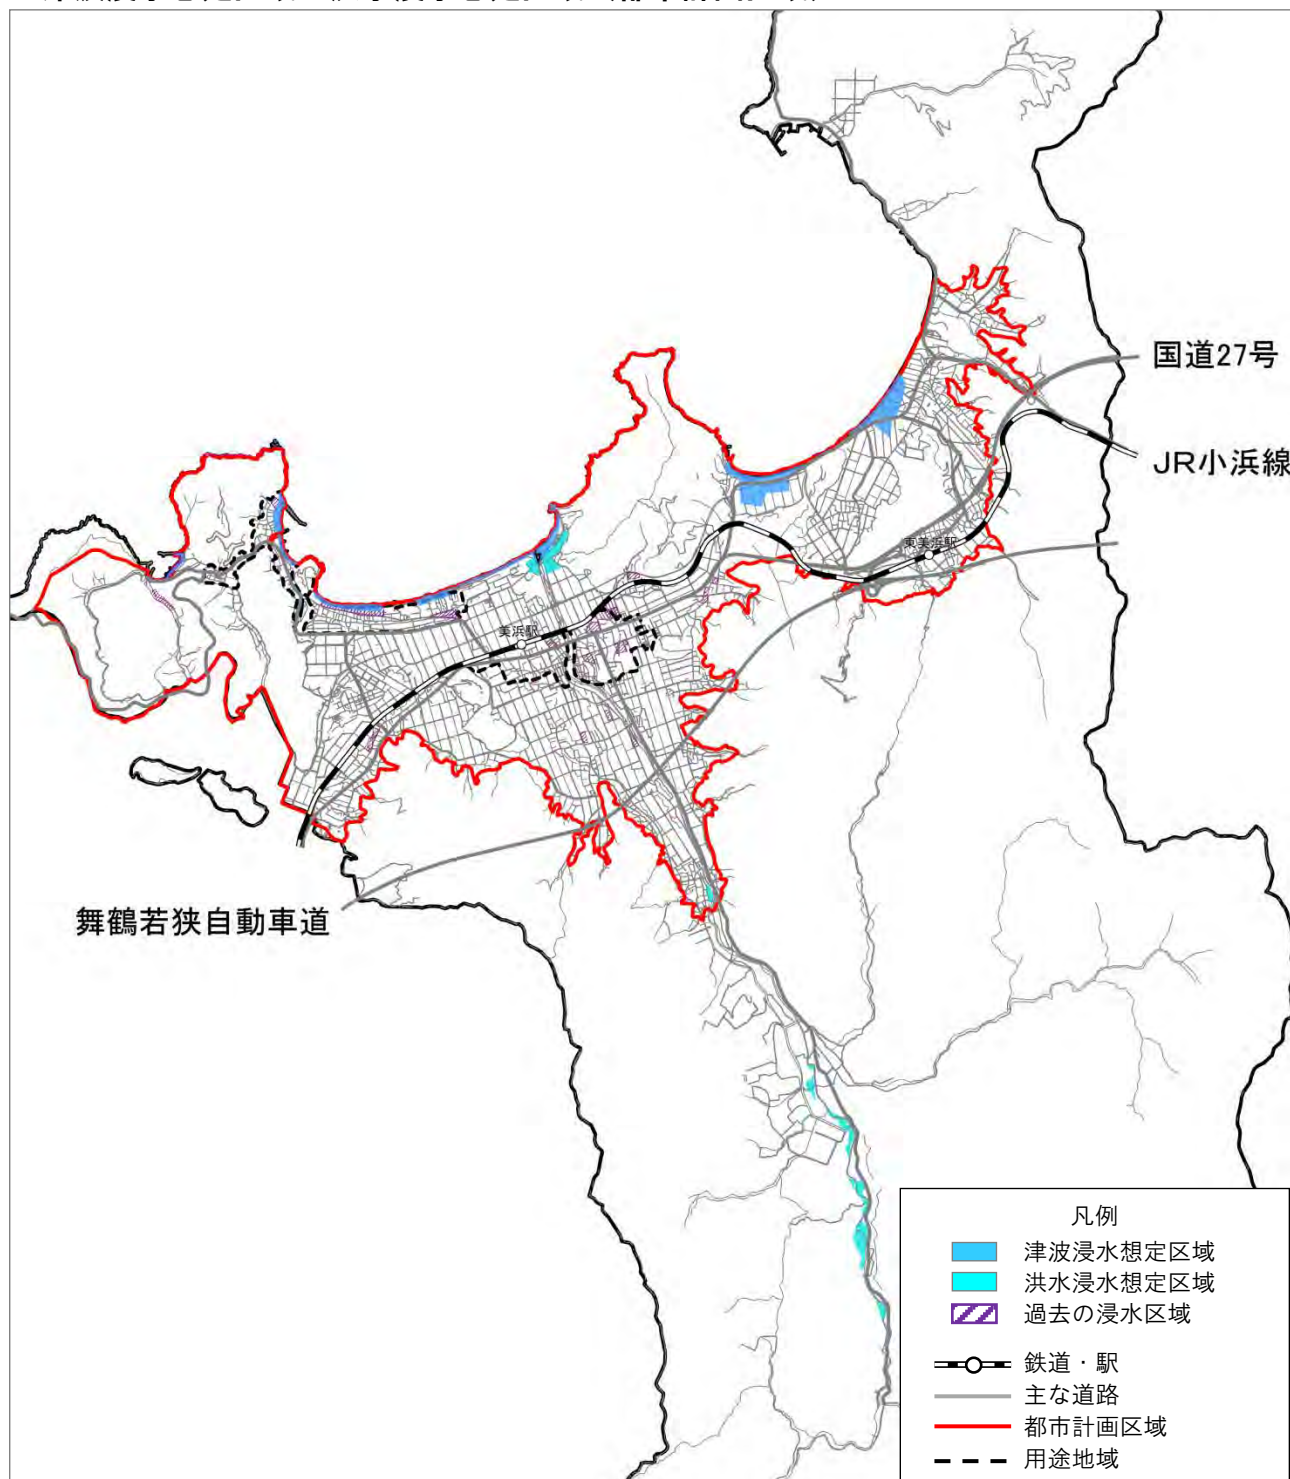 国道27号
JR小浜線
東美浜駅
美浜駅
舞鶴若狭自動車道
凡例
津波浸水想定区域
洪水浸水想定区域
過去の浸水区域
鉄道・駅
主な道路
都市計画区域
用途地域